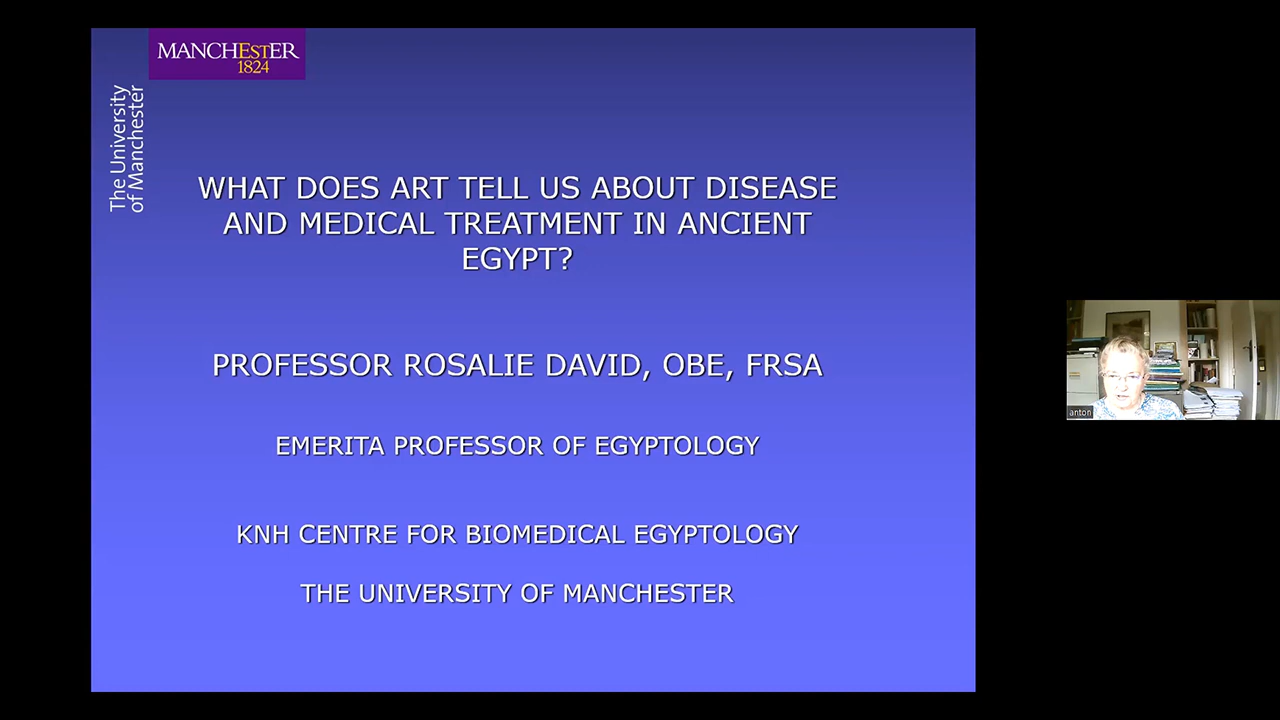 MANCHESTER
1824
The University
of Manchester
WHAT DOES ART TELL US ABOUT DISEASE
AND MEDICAL TREATMENT IN ANCIENT
EGYPT?
PROFESSOR ROSALIE DAVID, OBE, FRSA
EMERITA PROFESSOR OF EGYPTOLOGY
KNH CENTRE FOR BIOMEDICAL EGYPTOLOGY
THE UNIVERSITY OF MANCHESTER
anton